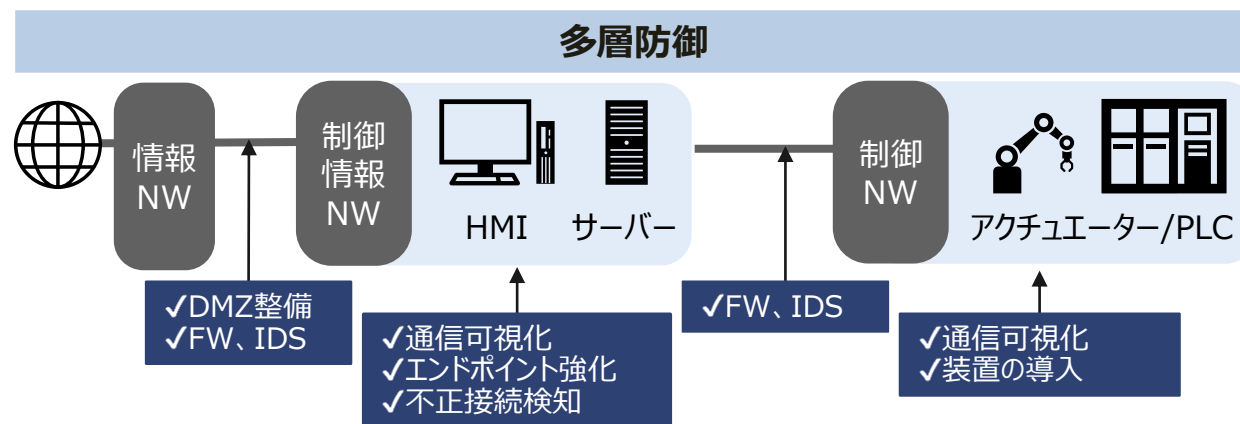 多層防御
情報
NW
制御
情報
NW
HMI
サーバー
制御
NW
アクチュエーター/PLC
✓DMZ整備
✓FW、IDS
✓通信可視化
✓エンドポイント強化
✓不正接続検知
✓FW、IDS
✓通信可視化
✓装置の導入